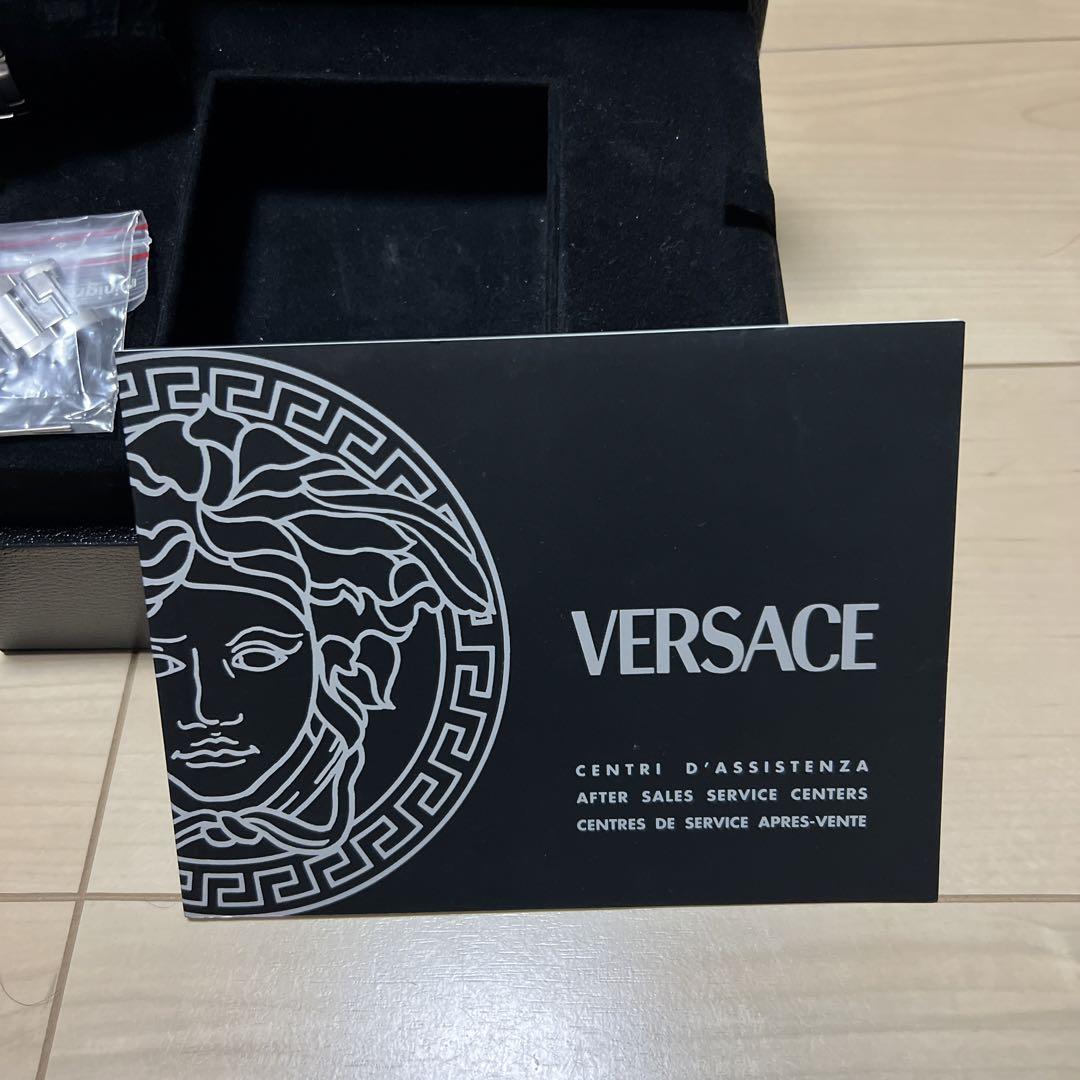 VERSACE
CENTRI D'ASSISTENZA
AFTER SALES SERVICE CENTERS
CENTRES DE SERVICE APRES-VENTE